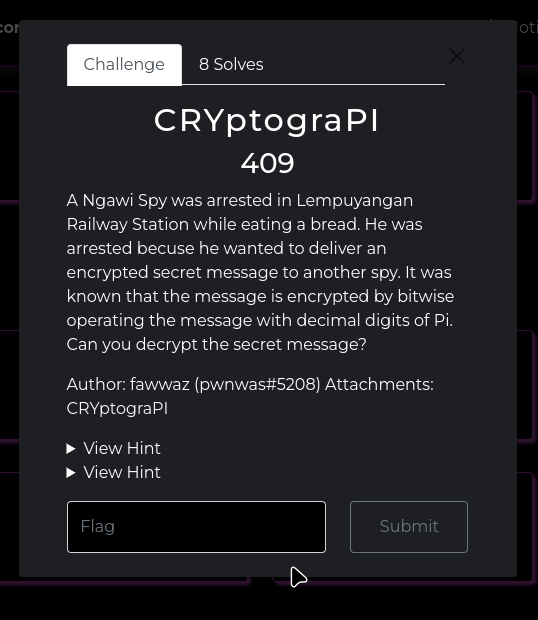 Challenge
8 Solves
CRYptograPI
409
A Ngawi Spy was arrested in Lempuyangan
Railway Station while eating a bread. He was
arrested becuse he wanted to deliver an
encrypted secret message to another spy. It was
known that the message is encrypted by bitwise
operating the message with decimal digits of Pi.
Can you decrypt the secret message?
Author: fawwaz (pwnwas#5208) Attachments:
CRYptograPI
View Hint
View Hint
Flag
Submit